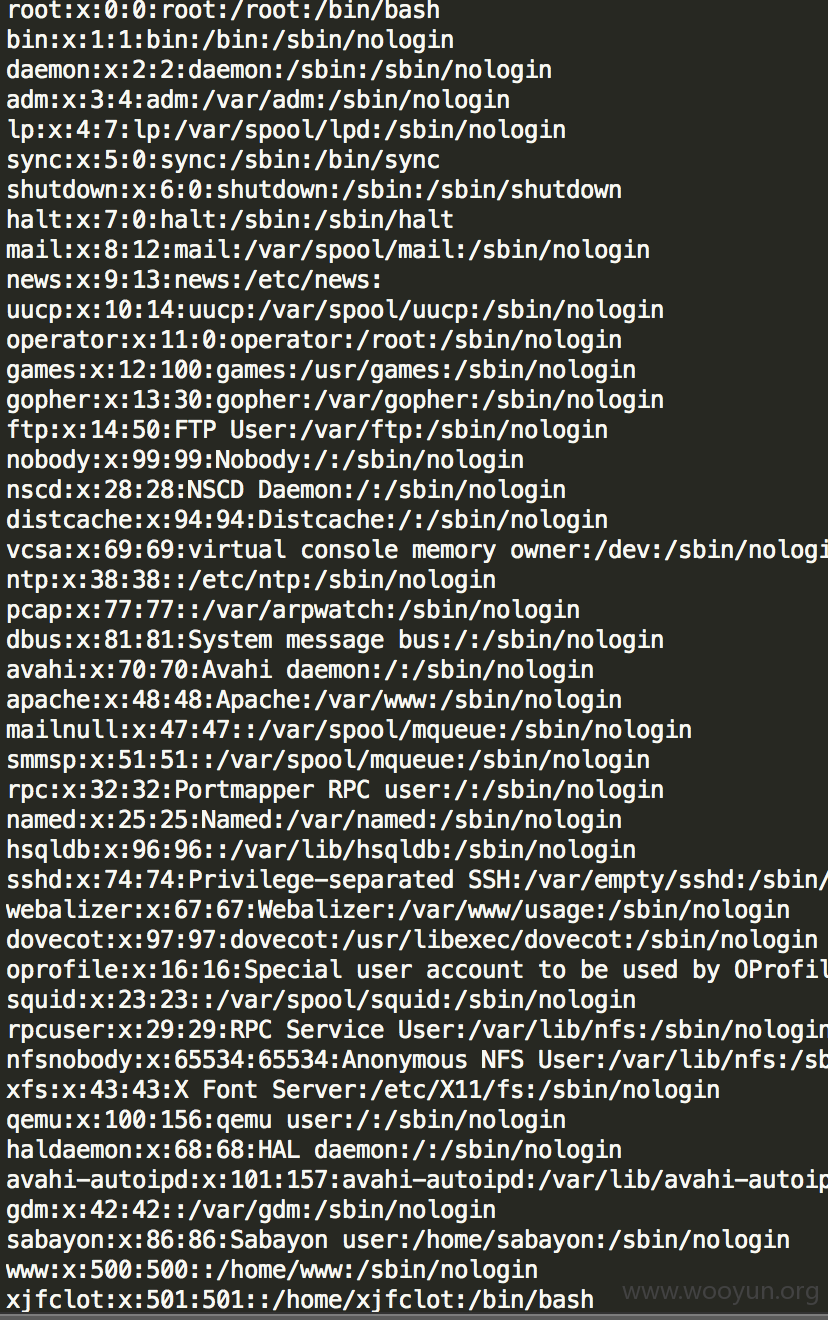 root:x:0:0:root:/root:/bin/bash
bin:x:1:1:bin:/bin:/sbin/nologin
daemon:x:2:2:daemon:/sbin:/sbin/nologin
adm:x:3:4:adm:/var/adm:/sbin/nologin
lp:x:4:7:lp:/var/spool/lpd:/sbin/nologin
sync:x:5:0:sync:/sbin:/bin/sync
shutdown:x:6:0:shutdown:/sbin:/sbin/shutdown
halt:x:7:0:halt:/sbin:/sbin/halt
mail:x:8:12:mail:/var/spool/mail:/sbin/nologin
news:x:9:13:news:/etc/news:
uucp:x:10:14:uucp:/var/spool/uucp:/sbin/nologin
operator:x:11:0:operator:/root:/sbin/nologin
games:x:12:100:games:/usr/games:/sbin/nologin
gopher:x:13:30:gopher:/var/gopher:/sbin/nologin
ftp:x:14:50:FTP User:/var/ftp:/sbin/nologin
nobody:x:99:99:Nobody:/:/sbin/nologin
nscd:x:28:28:NSCD Daemon:/:/sbin/nologin
distcache:x:94:94:Distcache:/:/sbin/nologin
vcsa:x:69:69:virtual console memory owner:/dev:/sbin/nologi
ntp:x:38:38::/etc/ntp:/sbin/nologin
pcap:x:77:77::/var/arpwatch:/sbin/nologin
dbus:x:81:81:System message bus:/:/sbin/nologin
avahi:x:70:70:Avahi daemon:/:/sbin/nologin
apache:x:48:48:Apache:/var/www:/sbin/nologin
mailnull:x:47:47::/var/spool/mqueue:/sbin/nologin
smmsp:x:51:51::/var/spool/mqueue:/sbin/nologin
rpc:x:32:32:Portmapper RPC user:/:/sbin/nologin
named:x:25:25:Named:/var/named:/sbin/nologin
hsqldb:x:96:96::/var/lib/hsqldb:/sbin/nologin
sshd:x:74:74:Privilege-separated SSH:/var/empty/sshd:/sbin/
webalizer:x:67:67:Webalizer:/var/www/usage:/sbin/nologin
dovecot:x:97:97:dovecot:/usr/libexec/dovecot:/sbin/nologin
oprofile:x:16:16:Special user account to be used by OProfil
squid:x:23:23::/var/spool/squid:/sbin/nologin
rpcuser:x:29:29:RPC Service User:/var/lib/nfs:/sbin/nologin
nfsnobody:x:65534:65534:Anonymous NFS User:/var/lib/nfs:/sb
xfs:x:43:43:X Font Server:/etc/X11/fs:/sbin/nologin
qemu:x:100:156:qemu user:/:/sbin/nologin
haldaemon:x:68:68:HAL daemon:/:/sbin/nologin
avahi-autoipd:x:101:157:avahi-autoipd:/var/lib/avahi-autoip
gdm:x:42:42::/var/gdm:/sbin/nologin
sabayon:x:86:86:Sabayon user:/home/sabayon:/sbin/nologin
www:x:500:500::/home/www:/sbin/nologin
xjfclot:x:501:501::/home/xjfclot:/bin/bash
www.wooyun.org